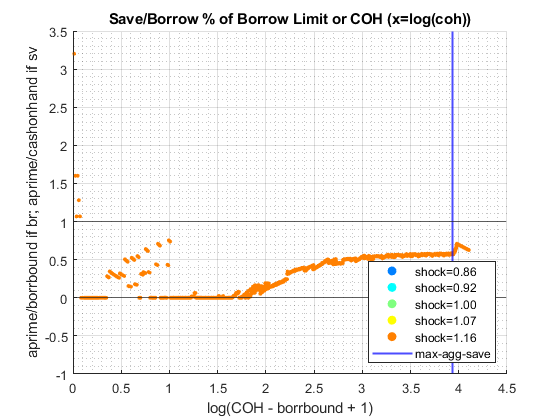 Save/Borrow % of Borrow Limit or COH (x=log(coh))
aprime/borrbound if br; aprime/cashonhand if sv
3.5
3
2.5
2
1.5
1
0.5
0
-0.5
-1
shock=0.86
shock=0.92
shock=1.00
shock=1.07
shock=1.16
max-agg-save
0 0.5 1 1.5 2 2.5 3 3.5 4 4.5
log(COH - borrbound + 1)